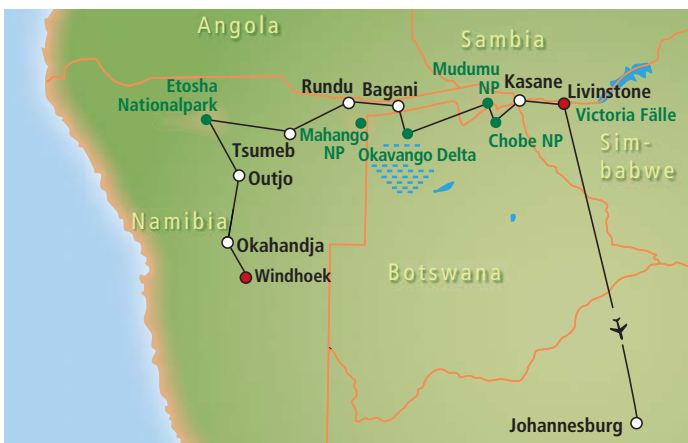 Angola
Sambia
Etosha
Nationalpark
Rundu
Bagani
Mudumu
NP
Kasane
Livinstone
Victoria Fälle
Tsumeb
Mahango
NP
Okavango Delta
Chobe NP
Sim-
babwe
Outjo
Namibia
Okahandja
Windhoek
Botswana
Johannesburg